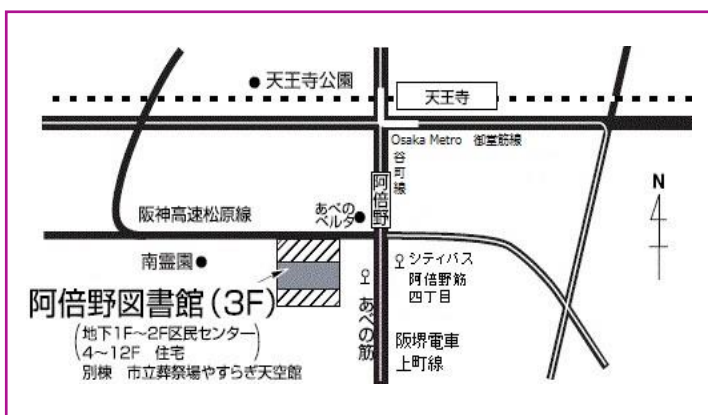 天王寺公園
天王寺
Osaka Metro 御堂筋線
谷町線
阿倍野
あべの
ベルタ
阪神高速松原線
N
南霊園
阿倍野図書館(3F)
(地下1F~2F区民センター)
(4~12F 住宅)
別棟 市立葬祭場やすらぎ天空館
あべの筋
シティバス
阿倍野筋
四丁目
阪堺電車
上町線